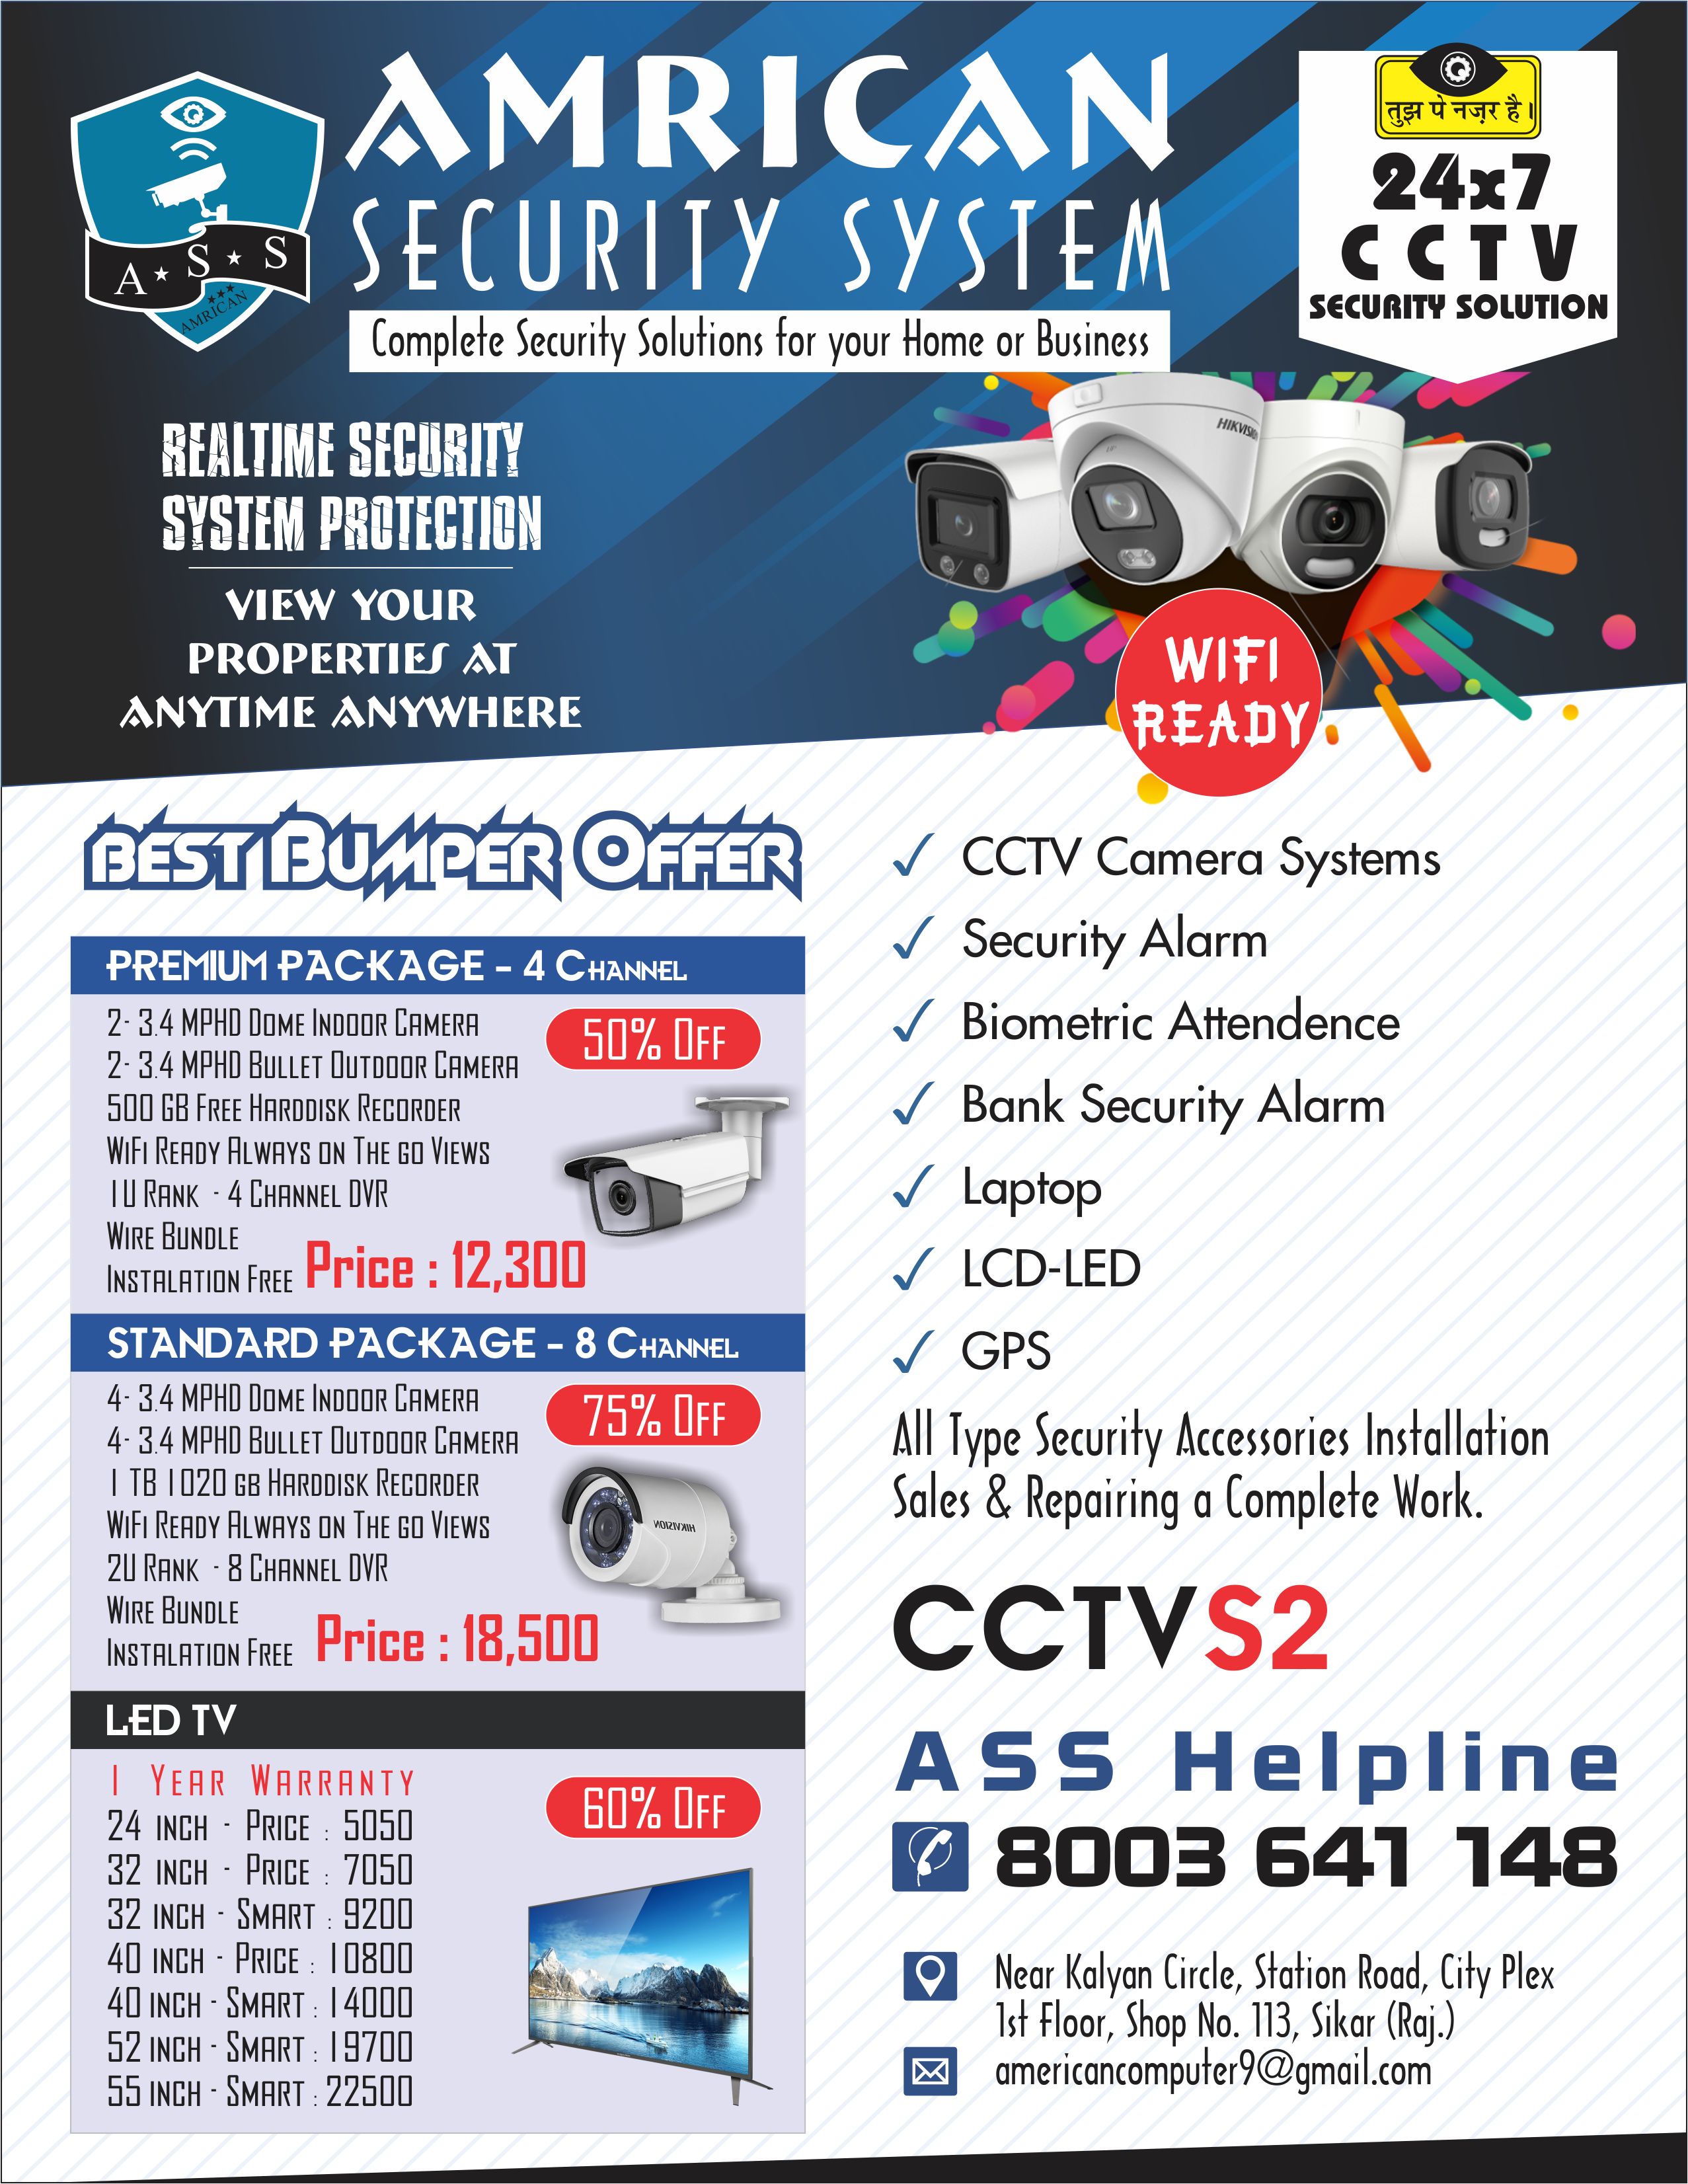 A ★ S ★ S
AMRICAN
AMRICAN
SECURITY SYSTEM
Complete Security Solutions for your Home or Business
तुझ पे नज़र है।
24x7
CCTV
SECURITY SOLUTION
REALTIME SECURITY
SYSTEM PROTECTION
VIEW YOUR
PROPERTIES AT
ANYTIME ANYWHERE
HIKVISION
WIFI
READY
BEST BUMPER OFFER
PREMIUM PACKAGE - 4 CHANNEL
2- 3.4 MPHD DOME INDOOR CAMERA
2- 3.4 MPHD BULLET OUTDOOR CAMERA
500 GB FREE HARDDISK RECORDER
WIFI READY ALWAYS ON THE GO VIEWS
1U RANK - 4 CHANNEL DVR
WIRE BUNDLE
INSTALATION FREE
50% OFF
Price : 12,300
STANDARD PACKAGE - 8 CHANNEL
4- 3.4 MPHD DOME INDOOR CAMERA
4- 3.4 MPHD BULLET OUTDOOR CAMERA
1 TB 1020 GB HARDDISK RECORDER
WIFI READY ALWAYS ON THE GO VIEWS
2U RANK - 8 CHANNEL DVR
WIRE BUNDLE
INSTALATION FREE
75% OFF
HIKVISION
Price : 18,500
LED TV
1 YEAR WARRANTY
24 INCH - PRICE : 5050
32 INCH - PRICE : 7050
32 INCH - SMART : 9200
40 INCH - PRICE : 10800
40 INCH - SMART : 14000
52 INCH - SMART : 19700
55 INCH - SMART : 22500
60% OFF
✓ CCTV Camera Systems
✓ Security Alarm
✓ Biometric Attendence
✓ Bank Security Alarm
✓ Laptop
✓ LCD-LED
✓ GPS
All Type Security Accessories Installation
Sales & Repairing a Complete Work.
CCTVS2
ASS Helpline
8003 641 148
Near Kalyan Circle, Station Road, City Plex
1st Floor, Shop No. 113, Sikar (Raj.)
americancomputer9@gmail.com